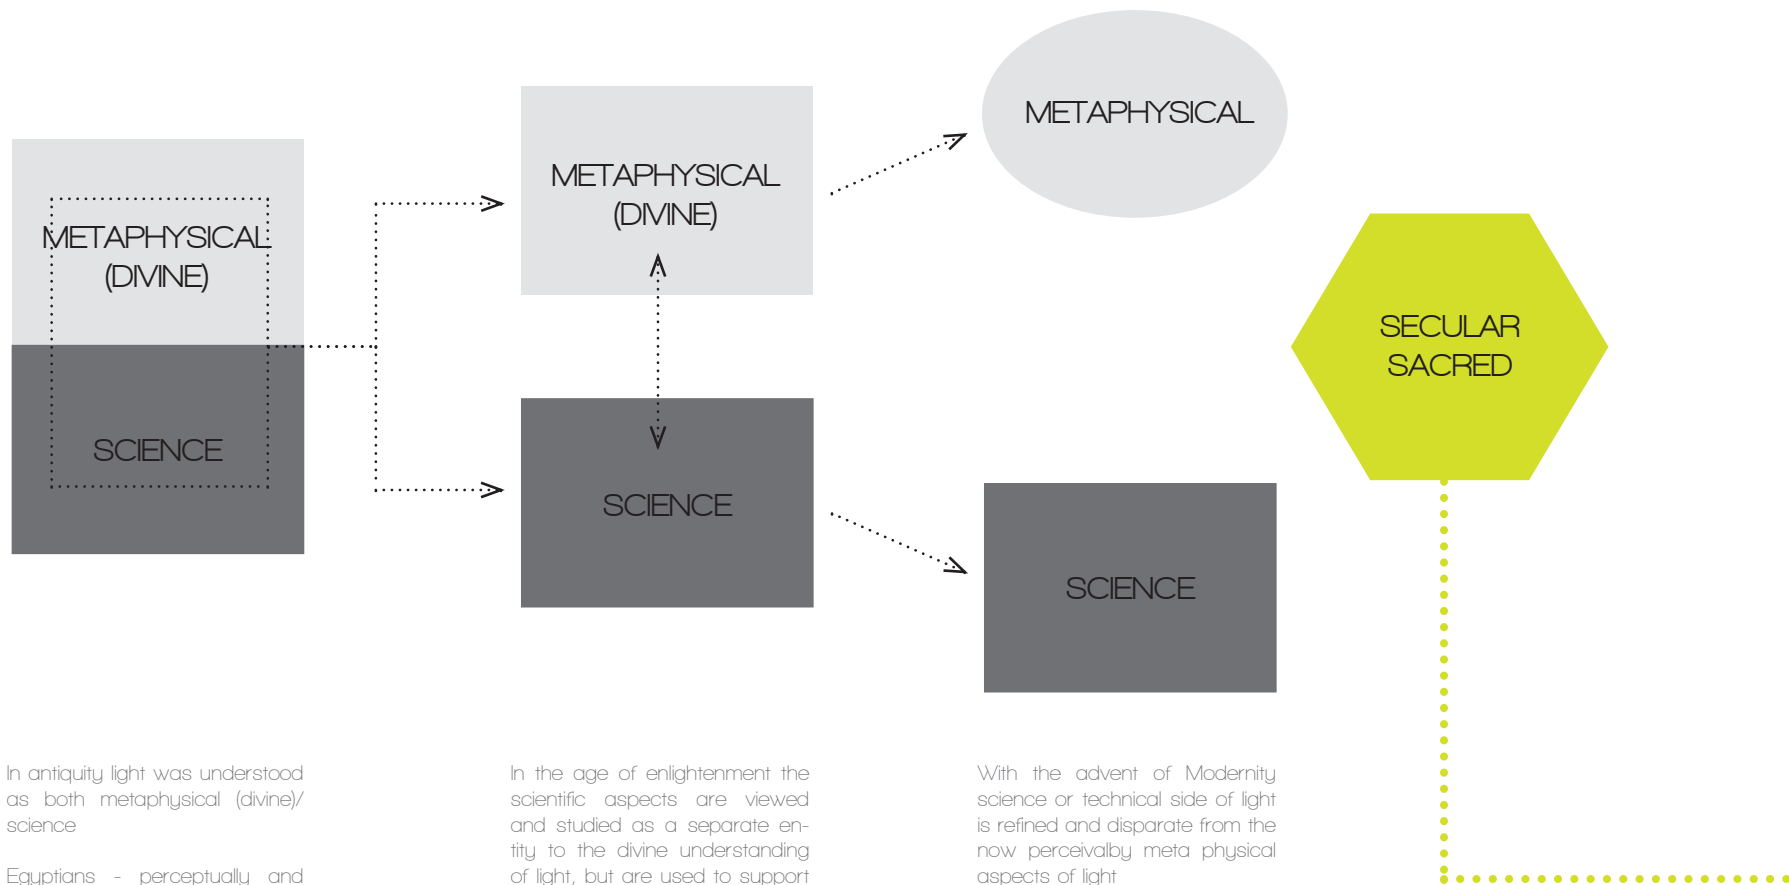 METAPHYSICAL
(DIVINE)
SCIENCE
METAPHYSICAL
(DIVINE)
SCIENCE
METAPHYSICAL
SCIENCE
SECULAR
SACRED
In antiquity light was understood
as both metaphysical (divine)/
science
Egyptians - perceptually and
In the age of enlightenment the
scientific aspects are viewed
and studied as a separate en-
tity to the divine understanding
of light, but are used to support
With the advent of Modernity
science or technical side of light
is refined and disparate from the
now perceivalby meta physical
aspects of light